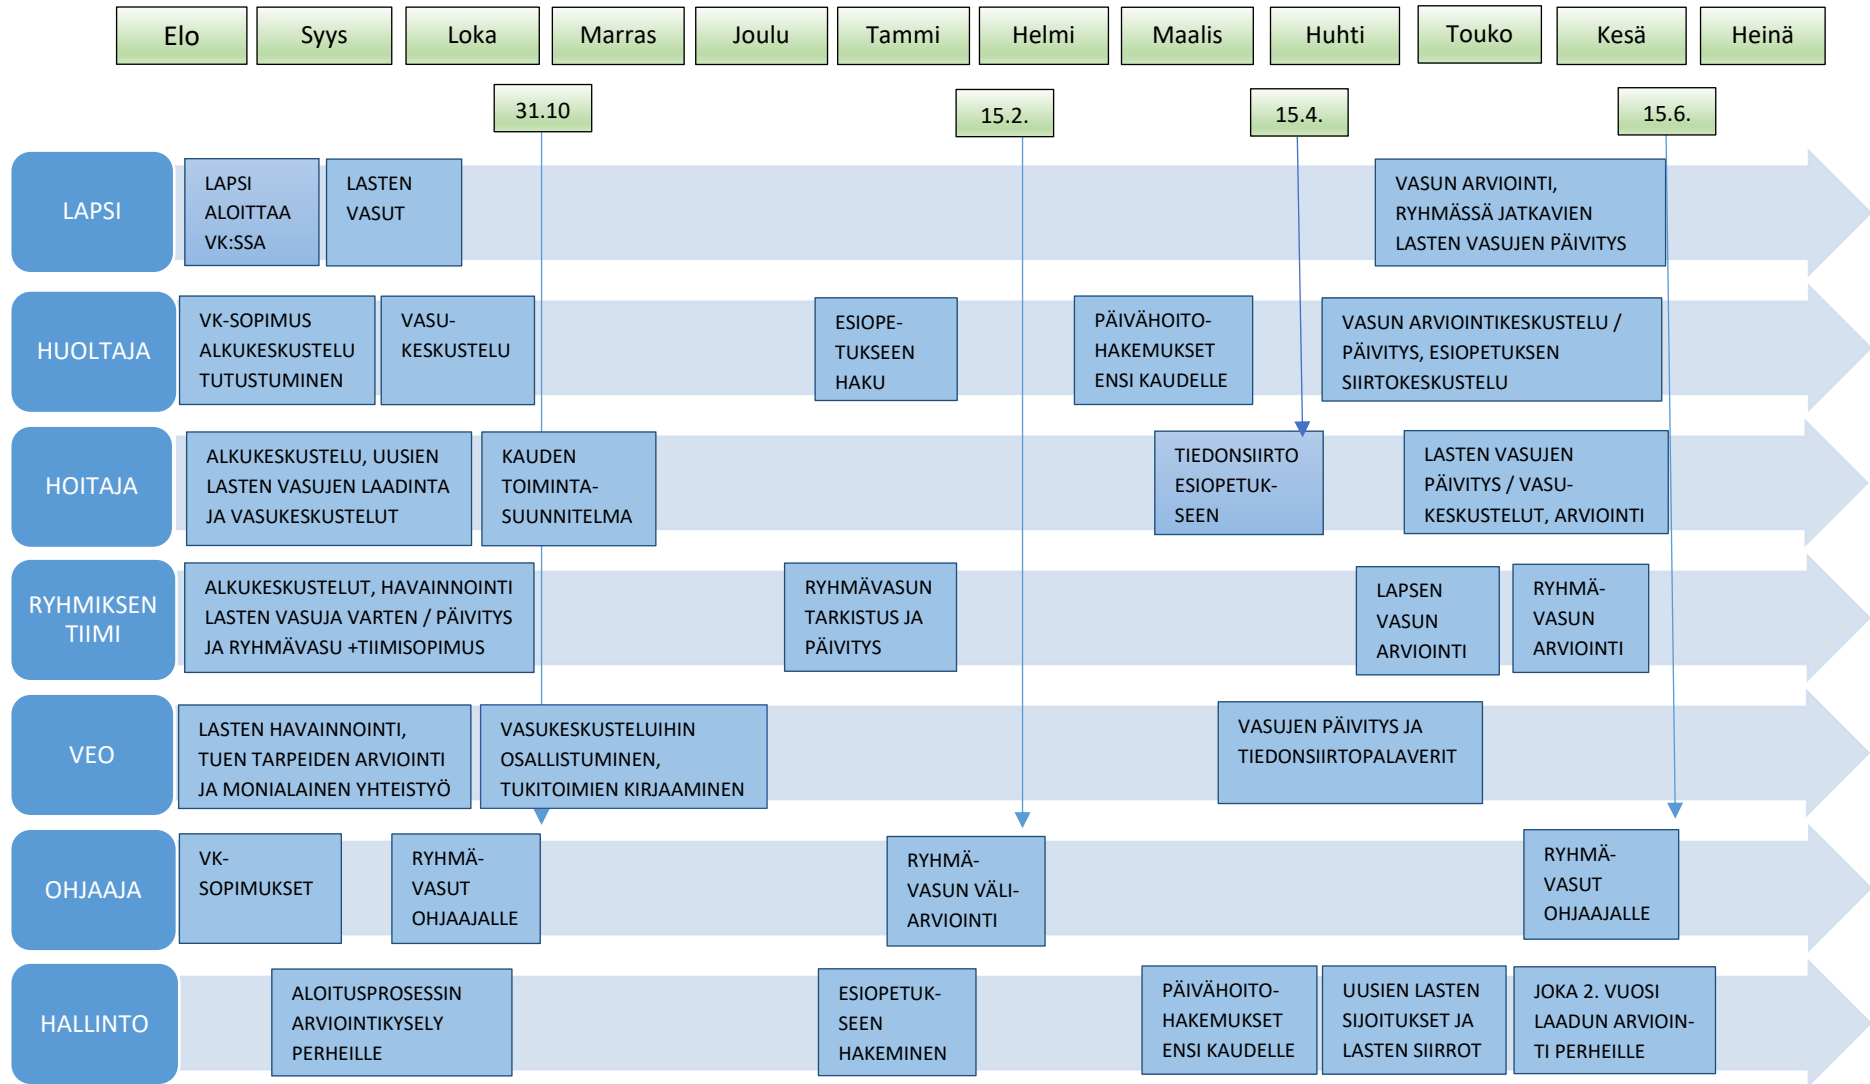 Elo
Syys
Loka
Marras
Joulu
Tammi
Helmi
Maalis
Huhti
Touko
Kesä
Heinä
31.10
15.2.
15.4.
15.6.
LAPSI
LAPSI
ALOITTAA
VK:SSA
LASTEN
VASUT
VASUN ARVIOINTI,
RYHMÄSSÄ JATKAVIEN
LASTEN VASUJEN PÄIVITYS
HUOLTAJA
VK-SOPIMUS
ALKUKESKUSTELU
TUTUSTUMINEN
VASU-
KESKUSTELU
ESIOPE-
TUKSEEN
HAKU
PÄIVÄHOITO-
HAKEMUKSET
ENSI KAUDELLE
VASUN ARVIOINTIKESKUSTELU /
PÄIVITYS, ESIOPETUKSEN
SIIRTOKESKUSTELU
HOITAJA
ALKUKESKUSTELU, UUSIEN
LASTEN VASUJEN LAADINTA
JA VASUKESKUSTELUT
KAUDEN
TOIMINTA-
SUUNNITELMA
TIEDONSIIRTO
ESIOPETUK-
SEEN
LASTEN VASUJEN
PÄIVITYS / VASU-
KESKUSTELUT, ARVIOINTI
RYHMIKSEN
TIIMI
ALKUKESKUSTELUT, HAVAINNOINTI
LASTEN VASUJA VARTEN / PÄIVITYS
JA RYHMÄVASU +TIIMISOPIMUS
RYHMÄVASUN
TARKISTUS JA
PÄIVITYS
LAPSEN
VASUN
ARVIOINTI
RYHMÄ-
VASUN
ARVIOINTI
VEO
LASTEN HAVAINNOINTI,
TUEN TARPEIDEN ARVIOINTI
JA MONIALAINEN YHTEISTYÖ
VASUKESKUSTELUIHIN
OSALLISTUMINEN,
TUKITOIMIEN KIRJAAMINEN
VASUJEN PÄIVITYS JA
TIEDONSIIRTOPALAVERIT
OHJAAJA
VK-
SOPIMUKSET
RYHMÄ-
VASUT
OHJAAJALLE
RYHMÄ-
VASUN VÄLI-
ARVIOINTI
RYHMÄ-
VASUT
OHJAAJALLE
HALLINTO
ALOITUSPROSESSIN
ARVIOINTIKYSELY
PERHEILLE
ESIOPETUK-
SEEN
HAKEMINEN
PÄIVÄHOITO-
HAKEMUKSET
ENSI KAUDELLE
UUSIEN LASTEN
SIJOITUKSET JA
LASTEN SIIRROT
JOKA 2. VUOSI
LAADUN ARVIOIN-
TI PERHEILLE